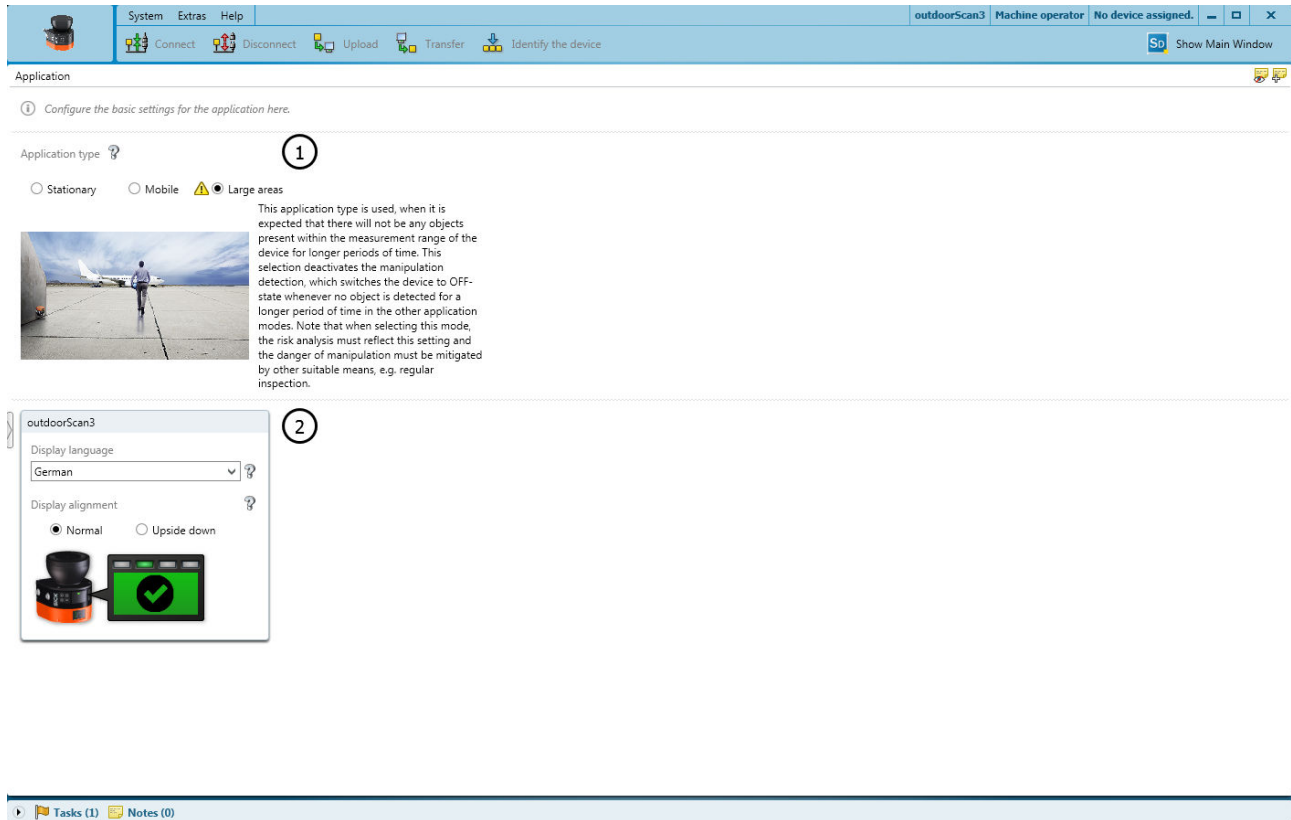 System Extras Help
outdoorScan3 Machine operator No device assigned.
Connect Disconnect Upload Transfer Identify the device
SD Show Main Window
Application
Configure the basic settings for the application here.
Application type
1
Stationary Mobile Large areas
This application type is used, when it is
expected that there will not be any objects
present within the measurement range of the
device for longer periods of time. This
selection deactivates the manipulation
detection, which switches the device to OFF-
state whenever no object is detected for a
longer period of time in the other application
modes. Note that when selecting this mode,
the risk analysis must reflect this setting and
the danger of manipulation must be mitigated
by other suitable means, e.g. regular
inspection.
outdoorScan3
2
Display language
German
Display alignment
Normal Upside down
Tasks (1) Notes (0)